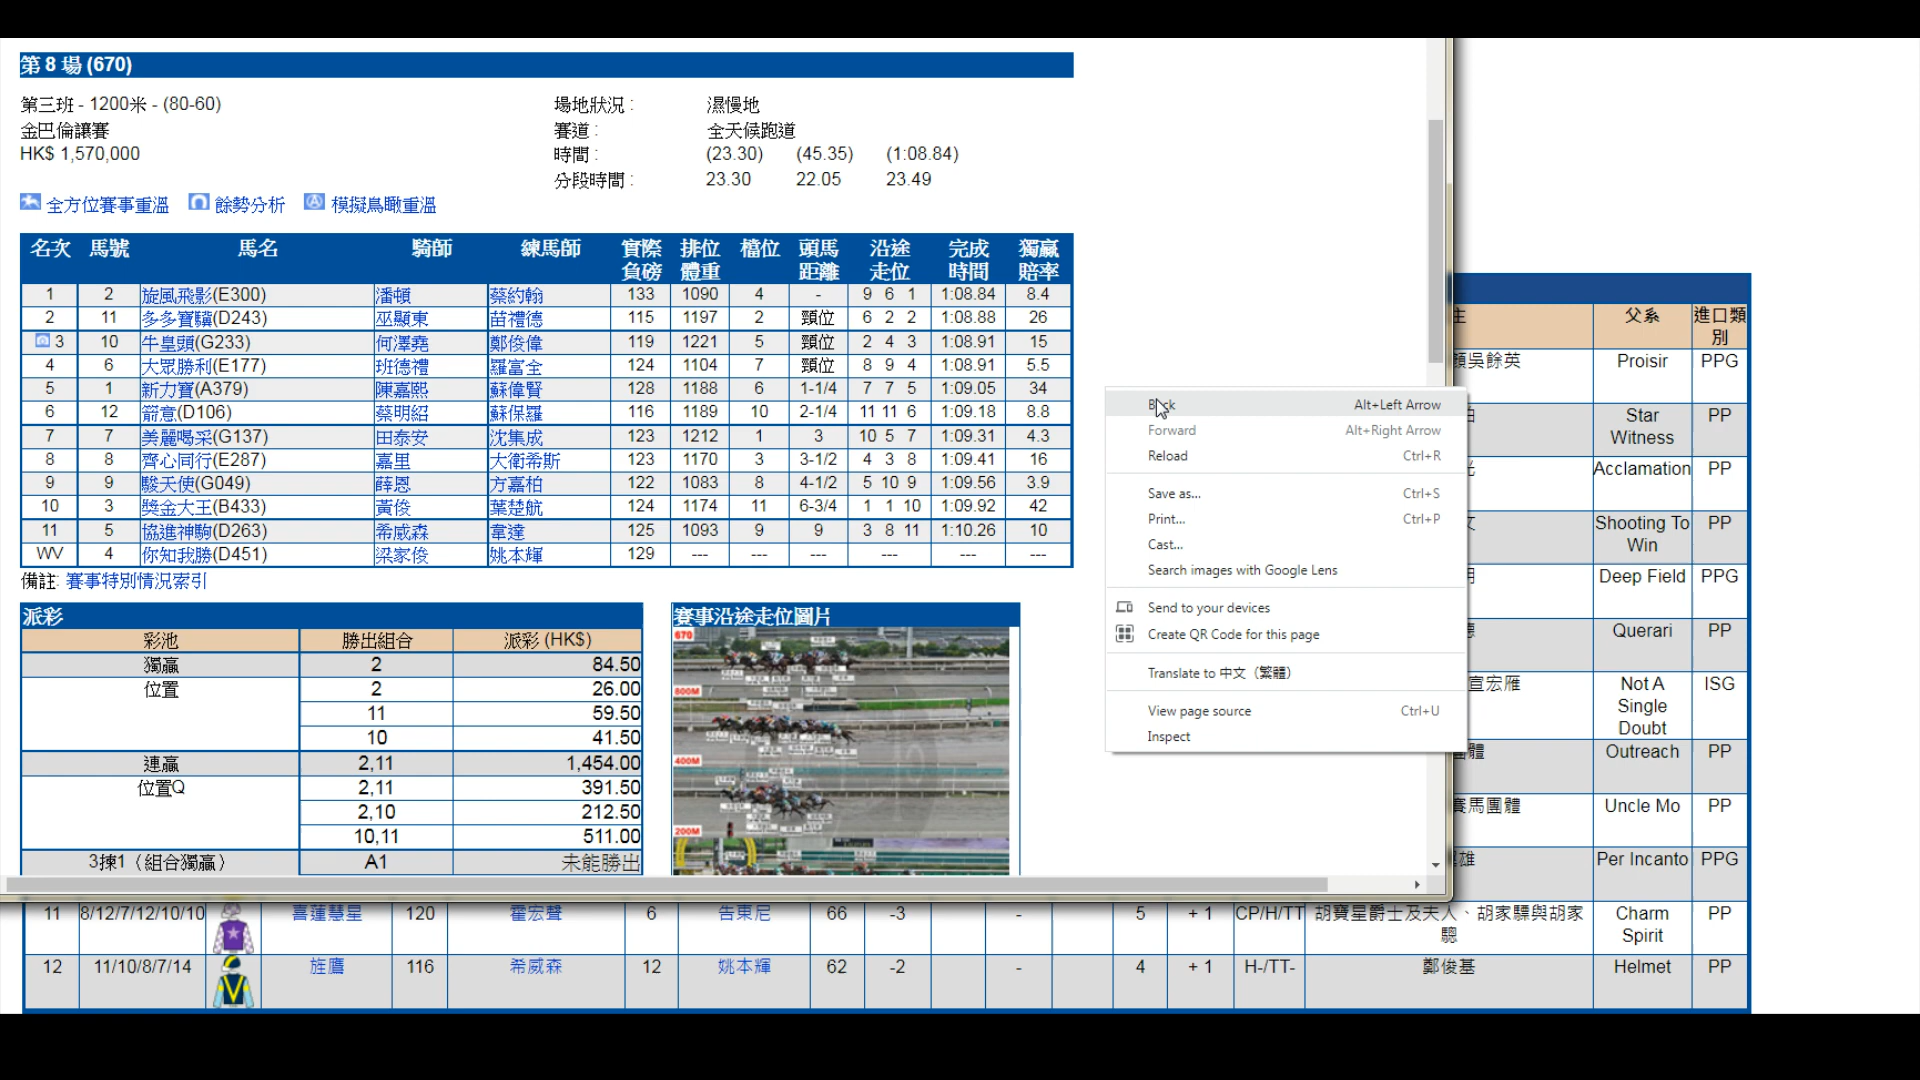 第 8 場 (670)
第三班 - 1200米 - (80-60)
場地狀況 :
濕慢地
金巴倫讓賽
賽道 :
全天候跑道
HK$ 1,570,000
時間 :
(23.30) (45.35) (1:08.84)
分段時間 :
23.30 22.05 23.49
全方位賽事重溫 餘勢分析 模擬鳥瞰重溫
名次 馬號 馬名 騎師 練馬師 實際負磅 排位體重 檔位 頭馬距離 沿途走位 完成時間 獨贏賠率
1 2 旋風飛影(E300) 潘頓 蔡約翰 133 1090 4 - 9 6 1 1:08.84 8.4
2 11 多多寶驥(D243) 巫顯東 苗禮德 115 1197 2 頸位 6 2 2 1:08.88 26
3 10 牛皇頭(G233) 何澤堯 鄭俊偉 119 1221 5 頸位 2 4 3 1:08.91 15
4 6 大眾勝利(E177) 班德禮 羅富全 124 1104 7 頸位 8 9 4 1:08.91 5.5
5 1 新力寶(A379) 陳嘉熙 蘇偉賢 128 1188 6 1-1/4 7 7 5 1:09.05 34
6 12 箭意(D106) 蔡明紹 蘇保羅 116 1189 10 2-1/4 11 11 6 1:09.18 8.8
7 7 美麗喝采(G137) 田泰安 沈集成 123 1212 1 3 10 5 7 1:09.31 4.3
8 8 齊心同行(E287) 嘉里 大衛希斯 123 1170 3 3-1/2 4 3 8 1:09.41 16
9 9 駿天使(G049) 薛恩 方嘉柏 122 1083 8 4-1/2 5 10 9 1:09.56 3.9
10 3 獎金大王(B433) 黃俊 葉楚航 124 1174 11 6-3/4 1 1 10 1:09.92 42
11 5 協進神駒(D263) 希威森 韋達 125 1093 9 9 3 8 11 1:10.26 10
WV 4 你知我勝(D451) 梁家俊 姚本輝 129 --- --- --- --- --- ---
備註: 賽事特別情況索引
派彩
彩池 勝出組合 派彩 (HK$)
獨贏 2 84.50
位置 2 26.00
11 59.50
10 41.50
連贏 2,11 1,454.00
位置Q 2,11 391.50
2,10 212.50
10,11 511.00
3揀1（組合獨贏） A1 未能勝出
賽事沿途走位圖片
670
800M
400M
200M
Back Alt+Left Arrow
Forward Alt+Right Arrow
Reload Ctrl+R
Save as... Ctrl+S
Print... Ctrl+P
Cast...
Search images with Google Lens
Send to your devices
Create QR Code for this page
Translate to 中文（繁體）
View page source Ctrl+U
Inspect
主 父系 進口類別
顏吳餘英 Proisir PPG
Star Witness PP
Acclamation PP
Shooting To Win PP
Deep Field PPG
Querari PP
宣宏雁 Not A Single Doubt ISG
團體 Outreach PP
賽馬團體 Uncle Mo PP
雄 Per Incanto PPG
11 8/12/7/12/10/10 喜蓮慧星 120 霍宏聲 6 告東尼 66 -3 - 5 + 1 CP/H/TT 胡寶星爵士及夫人、胡家驃與胡家驄 Charm Spirit PP
12 11/10/8/7/14 旌鷹 116 希威森 12 姚本輝 62 -2 - 4 + 1 H-/TT- 鄭俊基 Helmet PP